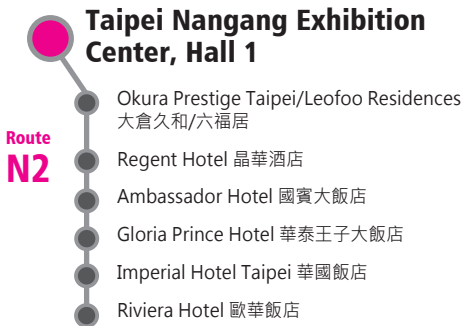 Taipei Nangang Exhibition
Center, Hall 1
Okura Prestige Taipei/Leofoo Residences
大倉久和/六福居
Route
N2
Regent Hotel 晶華酒店
Ambassador Hotel 國賓大飯店
Gloria Prince Hotel 華泰王子大飯店
Imperial Hotel Taipei 華國飯店
Riviera Hotel 歐華飯店